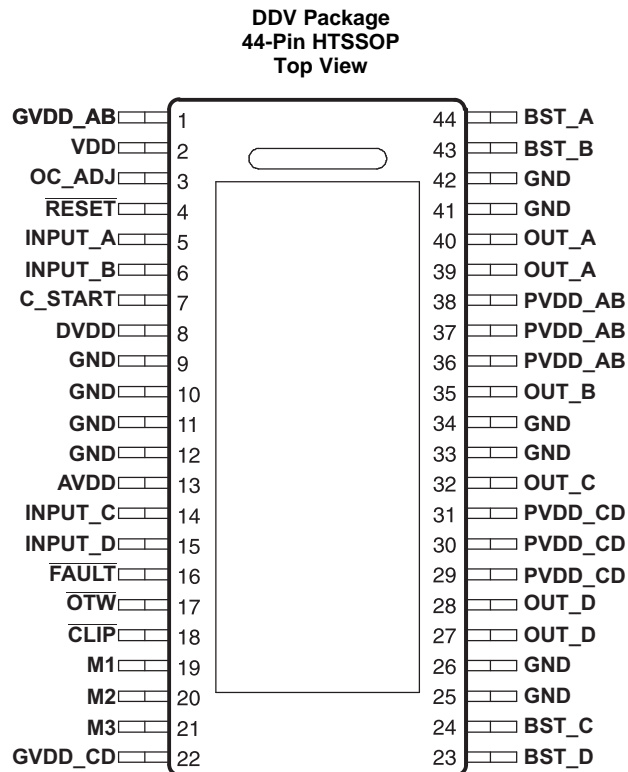 DDV Package
44-Pin HTSSOP
Top View
GVDD_AB 1 44 BST_A
VDD 2 43 BST_B
OC_ADJ 3 42 GND
RESET 4 41 GND
INPUT_A 5 40 OUT_A
INPUT_B 6 39 OUT_A
C_START 7 38 PVDD_AB
DVDD 8 37 PVDD_AB
GND 9 36 PVDD_AB
GND 10 35 OUT_B
GND 11 34 GND
GND 12 33 GND
AVDD 13 32 OUT_C
INPUT_C 14 31 PVDD_CD
INPUT_D 15 30 PVDD_CD
FAULT 16 29 PVDD_CD
OTW 17 28 OUT_D
CLIP 18 27 OUT_D
M1 19 26 GND
M2 20 25 GND
M3 21 24 BST_C
GVDD_CD 22 23 BST_D